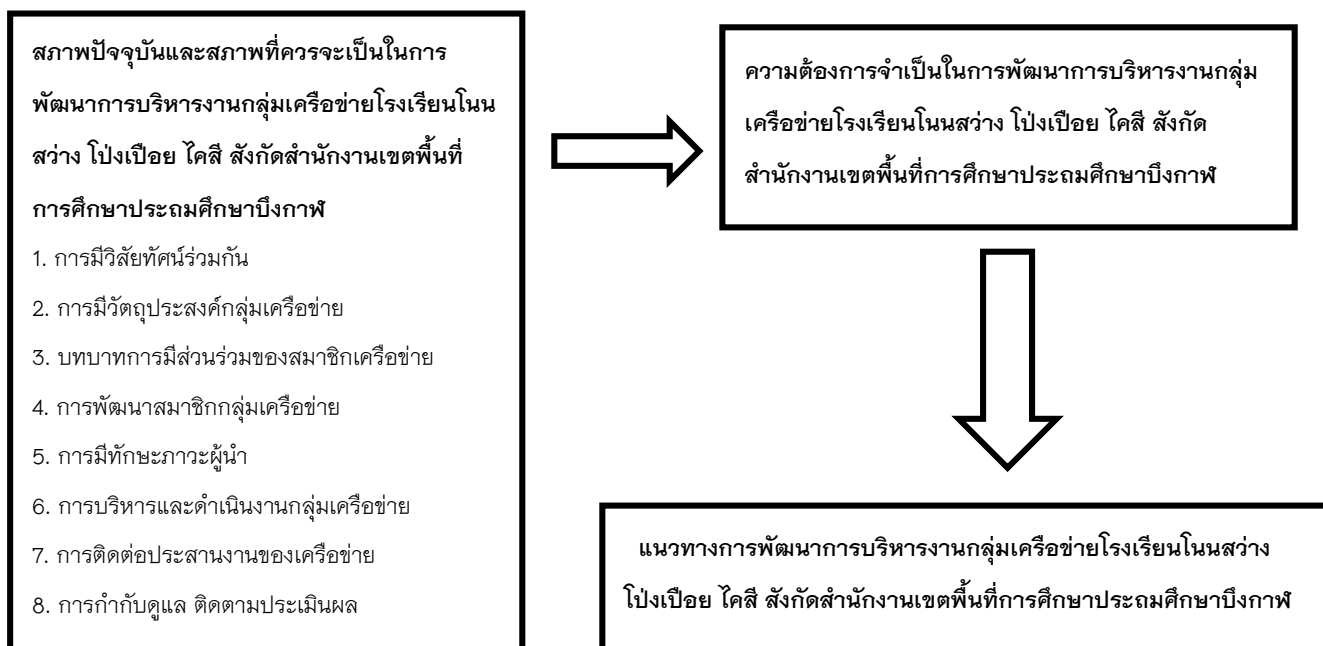 สภาพปัจจุบันและสภาพที่ควรจะเป็นในการ
พัฒนาการบริหารงานกลุ่มเครือข่ายโรงเรียนโนน
สว่าง โป่งเปือย ไคสี สังกัดสำนักงานเขตพื้นที่
การศึกษาประถมศึกษาบึงกาฬ
1. การมีวิสัยทัศน์ร่วมกัน
2. การมีวัตถุประสงค์กลุ่มเครือข่าย
3. บทบาทการมีส่วนร่วมของสมาชิกเครือข่าย
4. การพัฒนาสมาชิกกลุ่มเครือข่าย
5. การมีทักษะภาวะผู้นำ
6. การบริหารและดำเนินงานกลุ่มเครือข่าย
7. การติดต่อประสานงานของเครือข่าย
8. การกำกับดูแล ติดตามประเมินผล
ความต้องการจำเป็นในการพัฒนาการบริหารงานกลุ่ม
เครือข่ายโรงเรียนโนนสว่าง โป่งเปือย ไคสี สังกัด
สำนักงานเขตพื้นที่การศึกษาประถมศึกษาบึงกาฬ
แนวทางการพัฒนาการบริหารงานกลุ่มเครือข่ายโรงเรียนโนนสว่าง
โป่งเปือย ไคสี สังกัดสำนักงานเขตพื้นที่การศึกษาประถมศึกษาบึงกาฬ